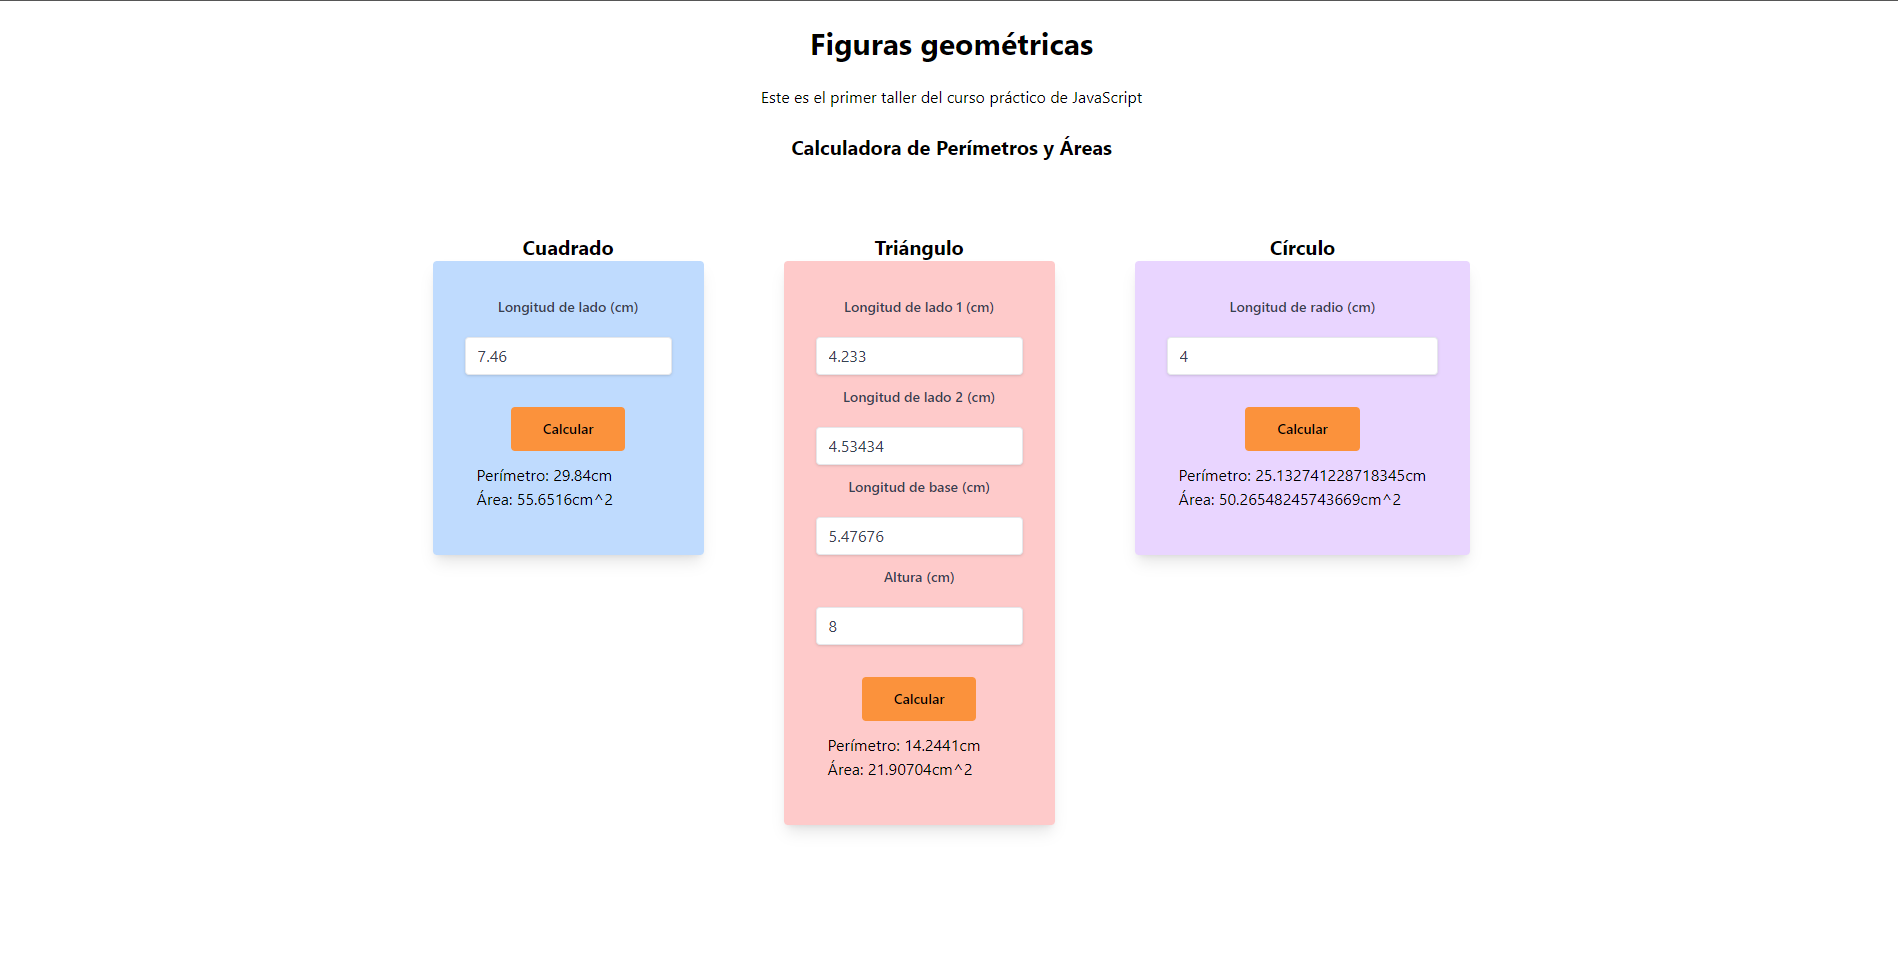 Figuras geométricas
Este es el primer taller del curso práctico de JavaScript
Calculadora de Perímetros y Áreas
Cuadrado
Longitud de lado (cm)
7.46
Calcular
Perímetro: 29.84cm
Área: 55.6516cm^2
Triángulo
Longitud de lado 1 (cm)
4.233
Longitud de lado 2 (cm)
4.53434
Longitud de base (cm)
5.47676
Altura (cm)
8
Calcular
Perímetro: 14.2441cm
Área: 21.90704cm^2
Círculo
Longitud de radio (cm)
4
Calcular
Perímetro: 25.132741228718345cm
Área: 50.26548245743669cm^2